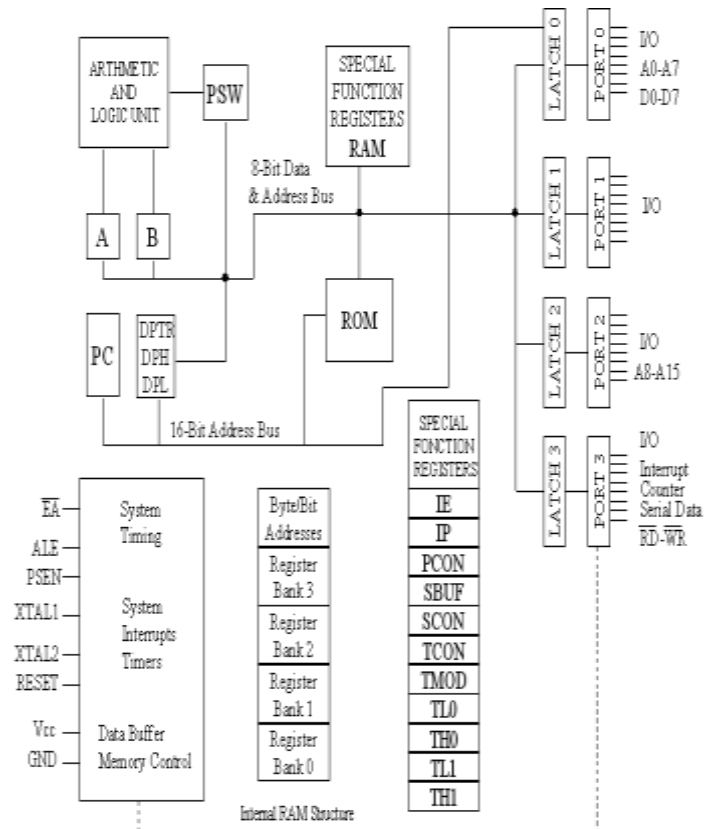 ARTHMETIC
AND
LOGIC UNIT
PSW
SPECIAL
FUNCTION
REGISTERS
RAM
8-Bit Data
& Address Bus
A
B
PC
DPTR
DPH
DPL
ROM
16-Bit Address Bus
LATCH 0
PORT 0
I/O
A0-A7
D0-D7
LATCH 1
PORT 1
I/O
LATCH 2
PORT 2
I/O
A8-A15
LATCH 3
PORT 3
I/O
Interrupt
Counter
Serial Data
R̅D̅-W̅R̅
E̅A̅
ALE
PSEN
XTAL1
XTAL2
RESET
Vcc
GND
System
Timing
System
Interrupts
Timers
Data Buffer
Memory Control
Byte/Bit
Addresses
Register
Bank 3
Register
Bank 2
Register
Bank 1
Register
Bank 0
Internal RAM Structure
SPECIAL
FONCTION
REGISTERS
IE
IP
PCON
SBUF
SCON
TCON
TMOD
TL0
TH0
TL1
TH1